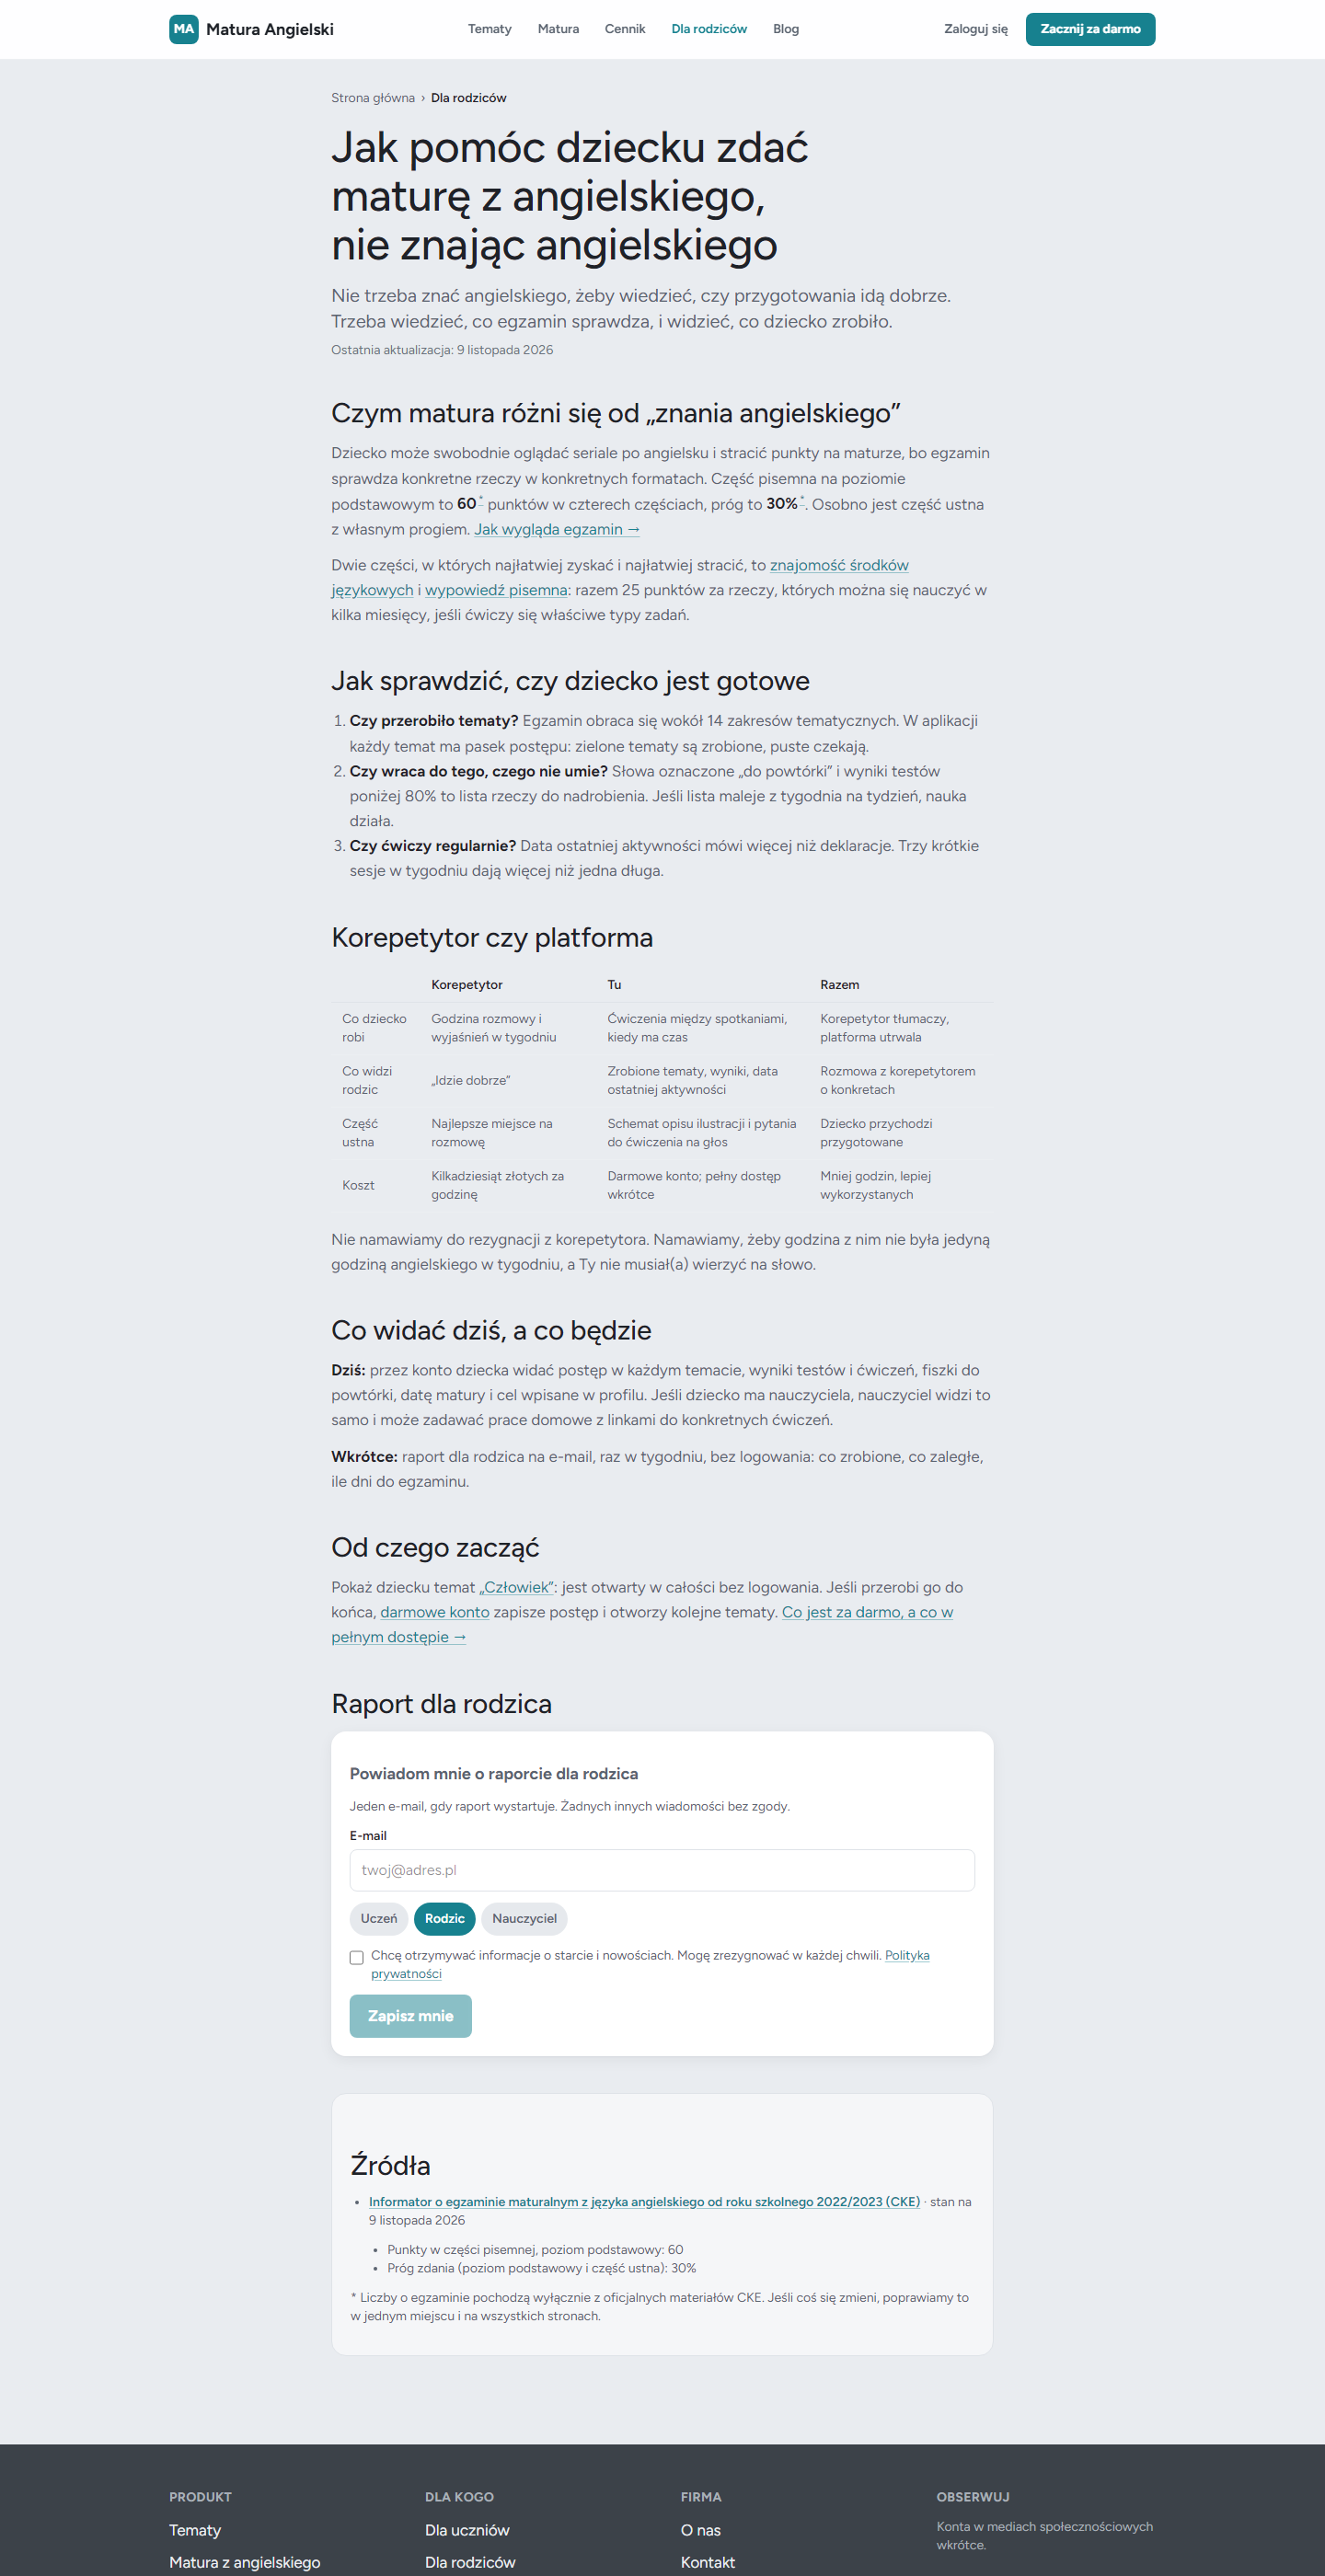 MA Matura Angielski
Tematy Matura Cennik Dla rodziców Blog
Zaloguj się Zacznij za darmo
Strona główna › Dla rodziców
Jak pomóc dziecku zdać
maturę z angielskiego,
nie znając angielskiego
Nie trzeba znać angielskiego, żeby wiedzieć, czy przygotowania idą dobrze.
Trzeba wiedzieć, co egzamin sprawdza, i widzieć, co dziecko zrobiło.
Ostatnia aktualizacja: 9 listopada 2026
Czym matura różni się od „znania angielskiego”
Dziecko może swobodnie oglądać seriale po angielsku i stracić punkty na maturze, bo egzamin
sprawdza konkretne rzeczy w konkretnych formatach. Część pisemna na poziomie
podstawowym to 60* punktów w czterech częściach, próg to 30%*. Osobno jest część ustna
z własnym progiem. Jak wygląda egzamin →
Dwie części, w których najłatwiej zyskać i najłatwiej stracić, to znajomość środków
językowych i wypowiedź pisemna: razem 25 punktów za rzeczy, których można się nauczyć w
kilka miesięcy, jeśli ćwiczy się właściwe typy zadań.
Jak sprawdzić, czy dziecko jest gotowe
1. Czy przerobiło tematy? Egzamin obraca się wokół 14 zakresów tematycznych. W aplikacji
każdy temat ma pasek postępu: zielone tematy są zrobione, puste czekają.
2. Czy wraca do tego, czego nie umie? Słowa oznaczone „do powtórki” i wyniki testów
poniżej 80% to lista rzeczy do nadrobienia. Jeśli lista maleje z tygodnia na tydzień, nauka
działa.
3. Czy ćwiczy regularnie? Data ostatniej aktywności mówi więcej niż deklaracje. Trzy krótkie
sesje w tygodniu dają więcej niż jedna długa.
Korepetytor czy platforma
Korepetytor Tu Razem
Co dziecko robi Godzina rozmowy i wyjaśnień w tygodniu Ćwiczenia między spotkaniami, kiedy ma czas Korepetytor tłumaczy, platforma utrwala
Co widzi rodzic „Idzie dobrze” Zrobione tematy, wyniki, data ostatniej aktywności Rozmowa z korepetytorem o konkretach
Część ustna Najlepsze miejsce na rozmowę Schemat opisu ilustracji i pytania do ćwiczenia na głos Dziecko przychodzi przygotowane
Koszt Kilkadziesiąt złotych za godzinę Darmowe konto; pełny dostęp wkrótce Mniej godzin, lepiej wykorzystanych
Nie namawiamy do rezygnacji z korepetytora. Namawiamy, żeby godzina z nim nie była jedyną
godziną angielskiego w tygodniu, a Ty nie musiał(a) wierzyć na słowo.
Co widać dziś, a co będzie
Dziś: przez konto dziecka widać postęp w każdym temacie, wyniki testów i ćwiczeń, fiszki do
powtórki, datę matury i cel wpisane w profilu. Jeśli dziecko ma nauczyciela, nauczyciel widzi to
samo i może zadawać prace domowe z linkami do konkretnych ćwiczeń.
Wkrótce: raport dla rodzica na e-mail, raz w tygodniu, bez logowania: co zrobione, co zaległe,
ile dni do egzaminu.
Od czego zacząć
Pokaż dziecku temat „Człowiek”: jest otwarty w całości bez logowania. Jeśli przerobi go do
końca, darmowe konto zapisze postęp i otworzy kolejne tematy. Co jest za darmo, a co w
pełnym dostępie →
Raport dla rodzica
Powiadom mnie o raporcie dla rodzica
Jeden e-mail, gdy raport wystartuje. Żadnych innych wiadomości bez zgody.
E-mail
twoj@adres.pl
Uczeń Rodzic Nauczyciel
Chcę otrzymywać informacje o starcie i nowościach. Mogę zrezygnować w każdej chwili. Polityka
prywatności
Zapisz mnie
Źródła
• Informator o egzaminie maturalnym z języka angielskiego od roku szkolnego 2022/2023 (CKE) · stan na
9 listopada 2026
• Punkty w części pisemnej, poziom podstawowy: 60
• Próg zdania (poziom podstawowy i część ustna): 30%
* Liczby o egzaminie pochodzą wyłącznie z oficjalnych materiałów CKE. Jeśli coś się zmieni, poprawiamy to
w jednym miejscu i na wszystkich stronach.
PRODUKT DLA KOGO FIRMA OBSERWUJ
Tematy Dla uczniów O nas Konta w mediach społecznościowych
wkrótce.
Matura z angielskiego Dla rodziców Kontakt